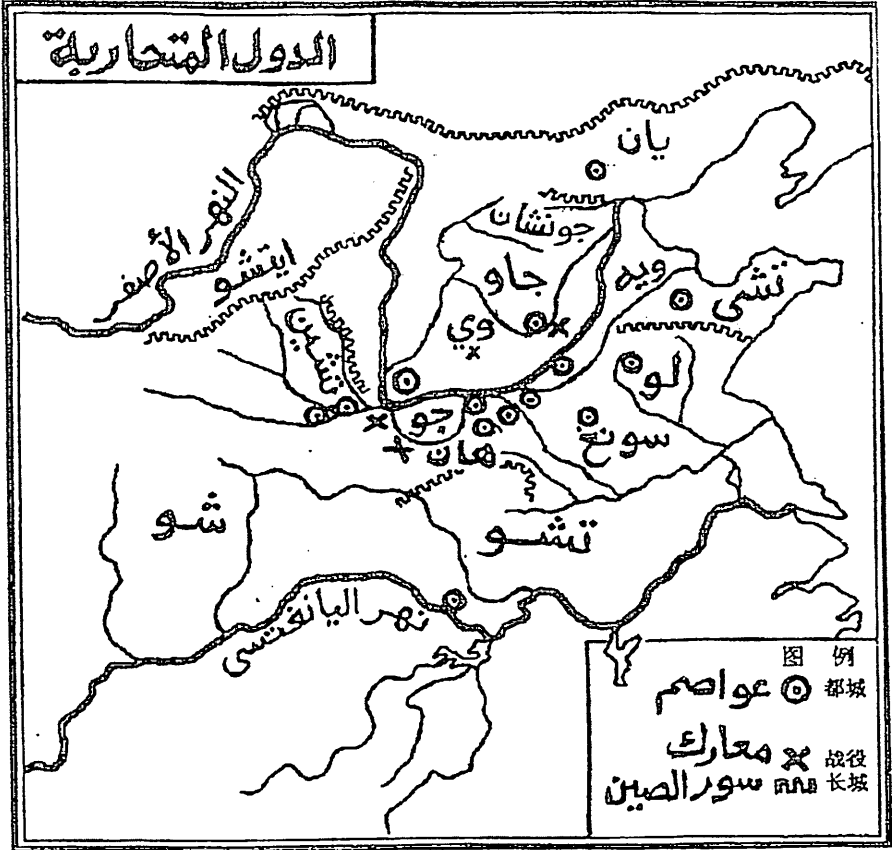 الدول المتحاربة
يان
جونشان
النهر الأصفر
ايتشو
جاو
ويه
تشي
وي
تشين
لو
جو
سونغ
هان
شو
تشو
نهر اليانغتسي
图 例
عواصم 都城
معارك 战役
سور الصين 长城